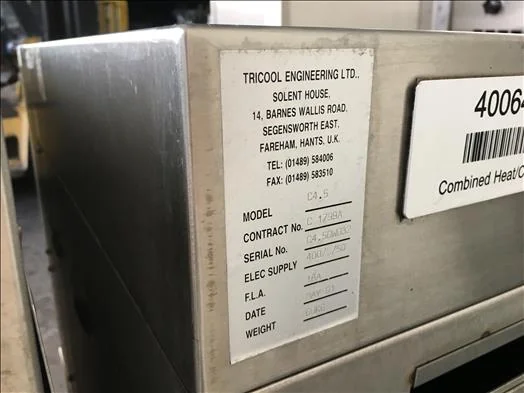 TRICOOL ENGINEERING LTD.,
SOLENT HOUSE,
14, BARNES WALLIS ROAD,
SEGENSWORTH EAST,
FAREHAM, HANTS, U.K.
TEL: (01489) 584006
FAX: (01489) 583510
MODEL C4.5
CONTRACT No. C 1799A
SERIAL No.
ELEC SUPPLY
F.L.A.
DATE
WEIGHT
4006
Combined Heat/C